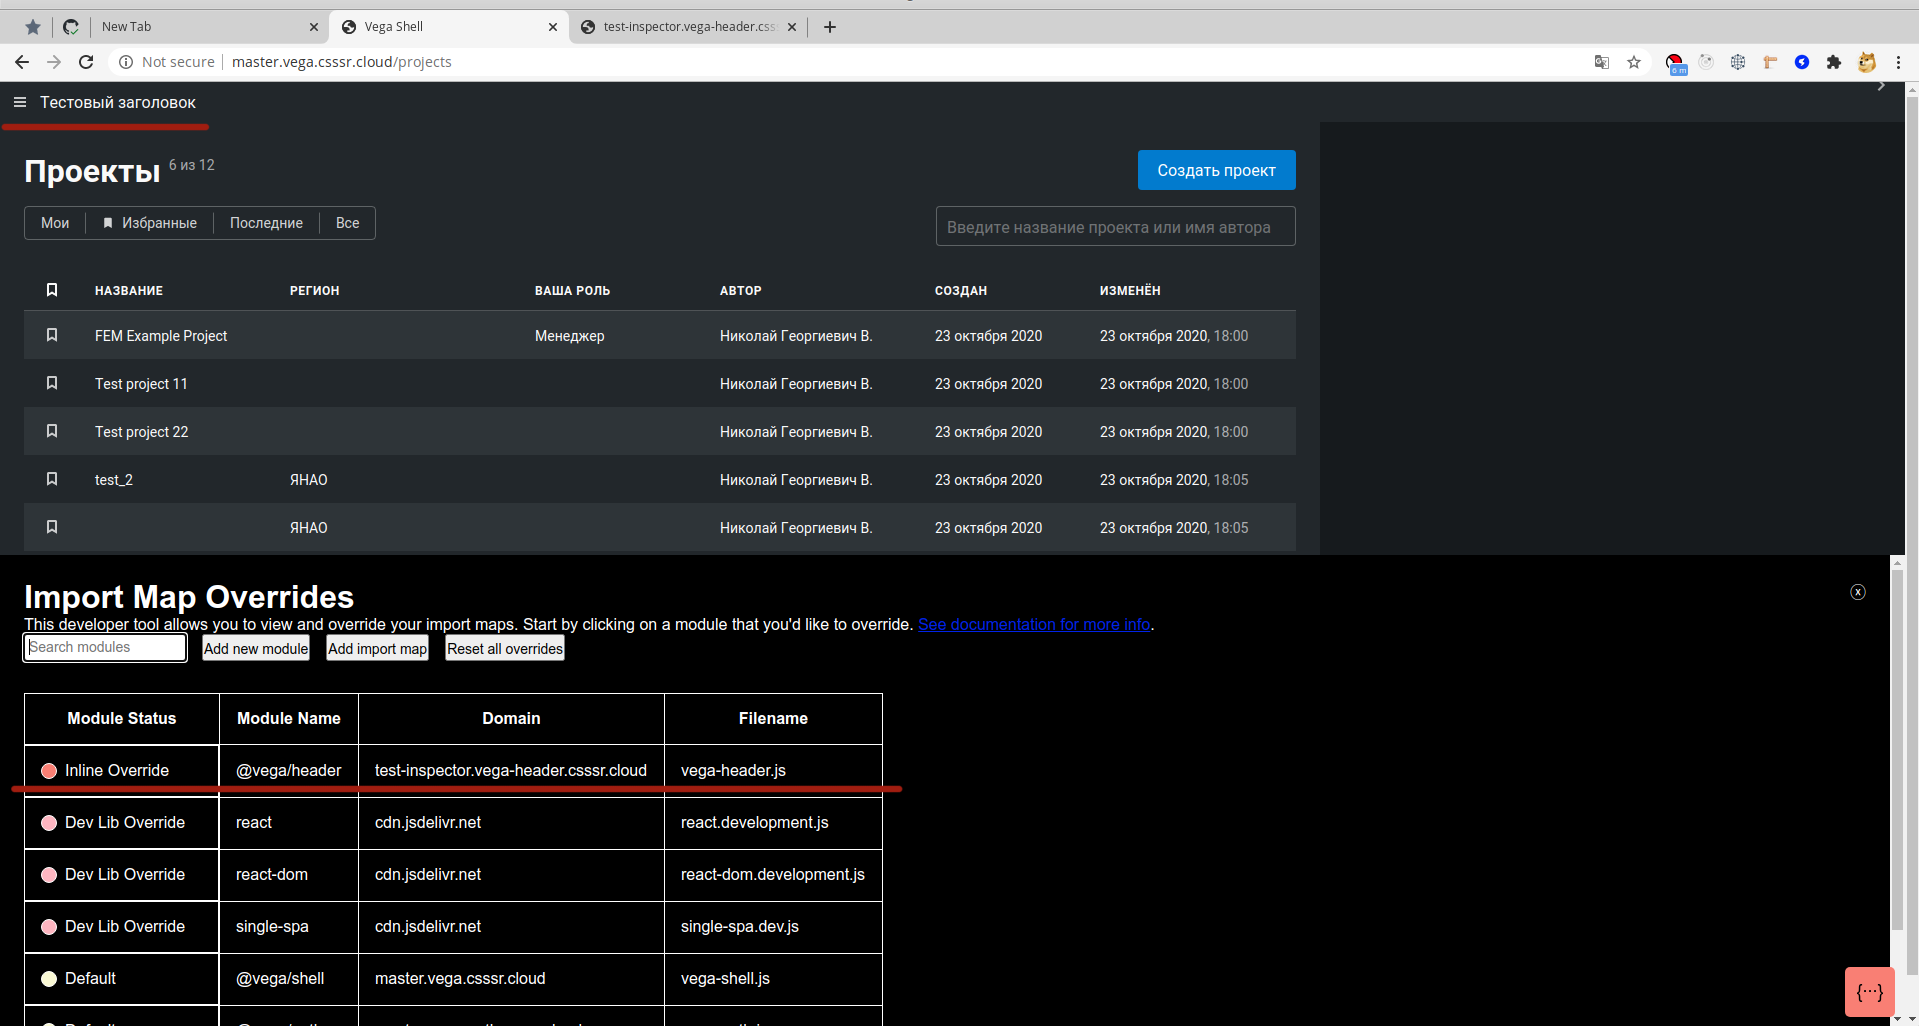 New Tab
Vega Shell
test-inspector.vega-header.css
Not secure
master.vega.csssr.cloud/projects
6 m
Тестовый заголовок
Проекты 6 из 12
Создать проект
Мои Избранные Последние Все
Введите название проекта или имя автора
НАЗВАНИЕ РЕГИОН ВАША РОЛЬ АВТОР СОЗДАН ИЗМЕНЁН
FEM Example Project Менеджер Николай Георгиевич В. 23 октября 2020 23 октября 2020, 18:00
Test project 11 Николай Георгиевич В. 23 октября 2020 23 октября 2020, 18:00
Test project 22 Николай Георгиевич В. 23 октября 2020 23 октября 2020, 18:00
test_2 ЯНАО Николай Георгиевич В. 23 октября 2020 23 октября 2020, 18:05
ЯНАО Николай Георгиевич В. 23 октября 2020 23 октября 2020, 18:05
Import Map Overrides
This developer tool allows you to view and override your import maps. Start by clicking on a module that you'd like to override. See documentation for more info.
Search modules Add new module Add import map Reset all overrides
Module Status Module Name Domain Filename
Inline Override @vega/header test-inspector.vega-header.csssr.cloud vega-header.js
Dev Lib Override react cdn.jsdelivr.net react.development.js
Dev Lib Override react-dom cdn.jsdelivr.net react-dom.development.js
Dev Lib Override single-spa cdn.jsdelivr.net single-spa.dev.js
Default @vega/shell master.vega.csssr.cloud vega-shell.js
{···}